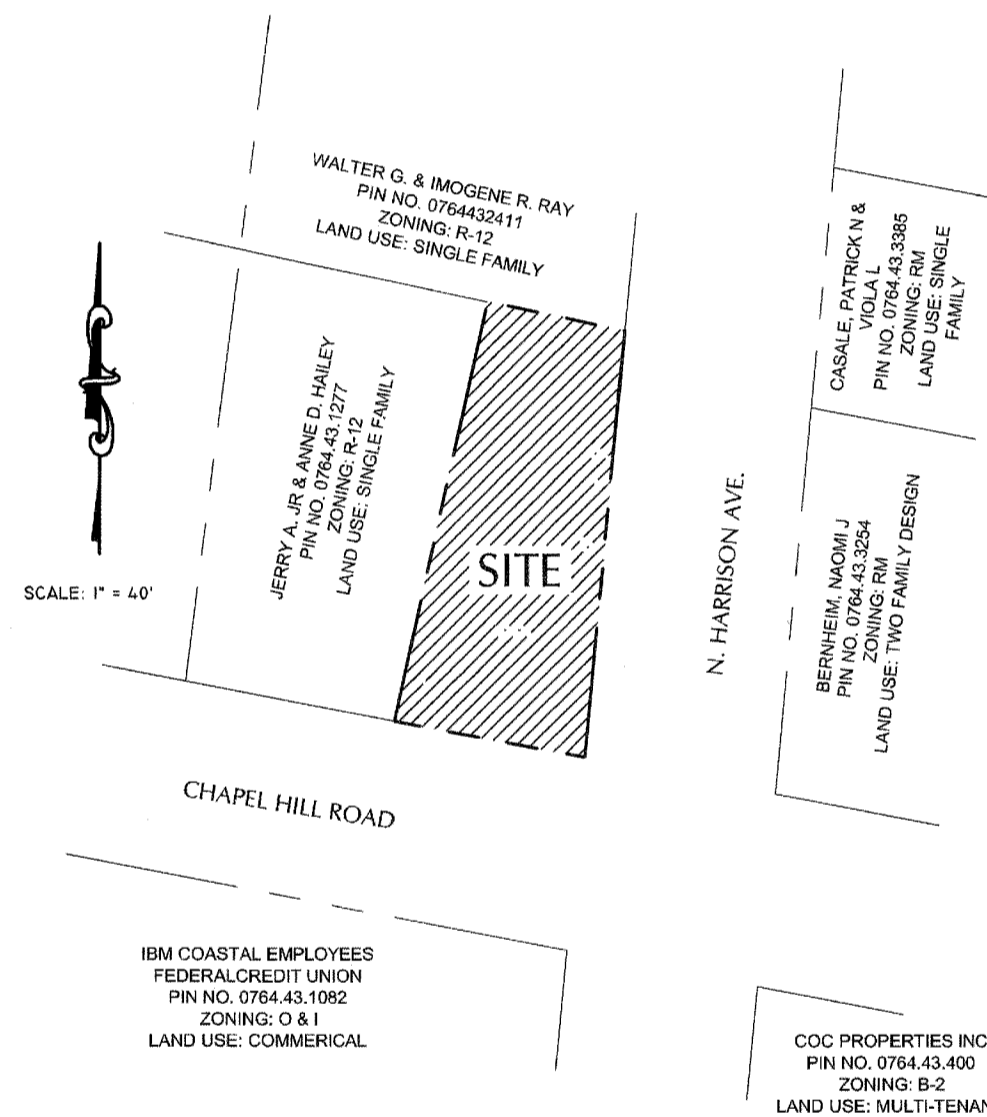 WALTER G. & IMOGENE R. RAY
PIN NO. 0764432411
ZONING: R-12
LAND USE: SINGLE FAMILY
CASALE, PATRICK N &
VIOLA L
PIN NO. 0764.43.3385
ZONING: RM
LAND USE: SINGLE
FAMILY
JERRY A. JR & ANNE D. HAILEY
PIN NO. 0764.43.1277
ZONING: R-12
LAND USE: SINGLE FAMILY
SCALE: 1" = 40'
SITE
N. HARRISON AVE.
BERNHEIM, NAOMI J
PIN NO. 0764.43.3254
ZONING: RM
LAND USE: TWO FAMILY DESIGN
CHAPEL HILL ROAD
IBM COASTAL EMPLOYEES
FEDERALCREDIT UNION
PIN NO. 0764.43.1082
ZONING: O & I
LAND USE: COMMERICAL
COC PROPERTIES INC
PIN NO. 0764.43.400
ZONING: B-2
LAND USE: MULTI-TENAN